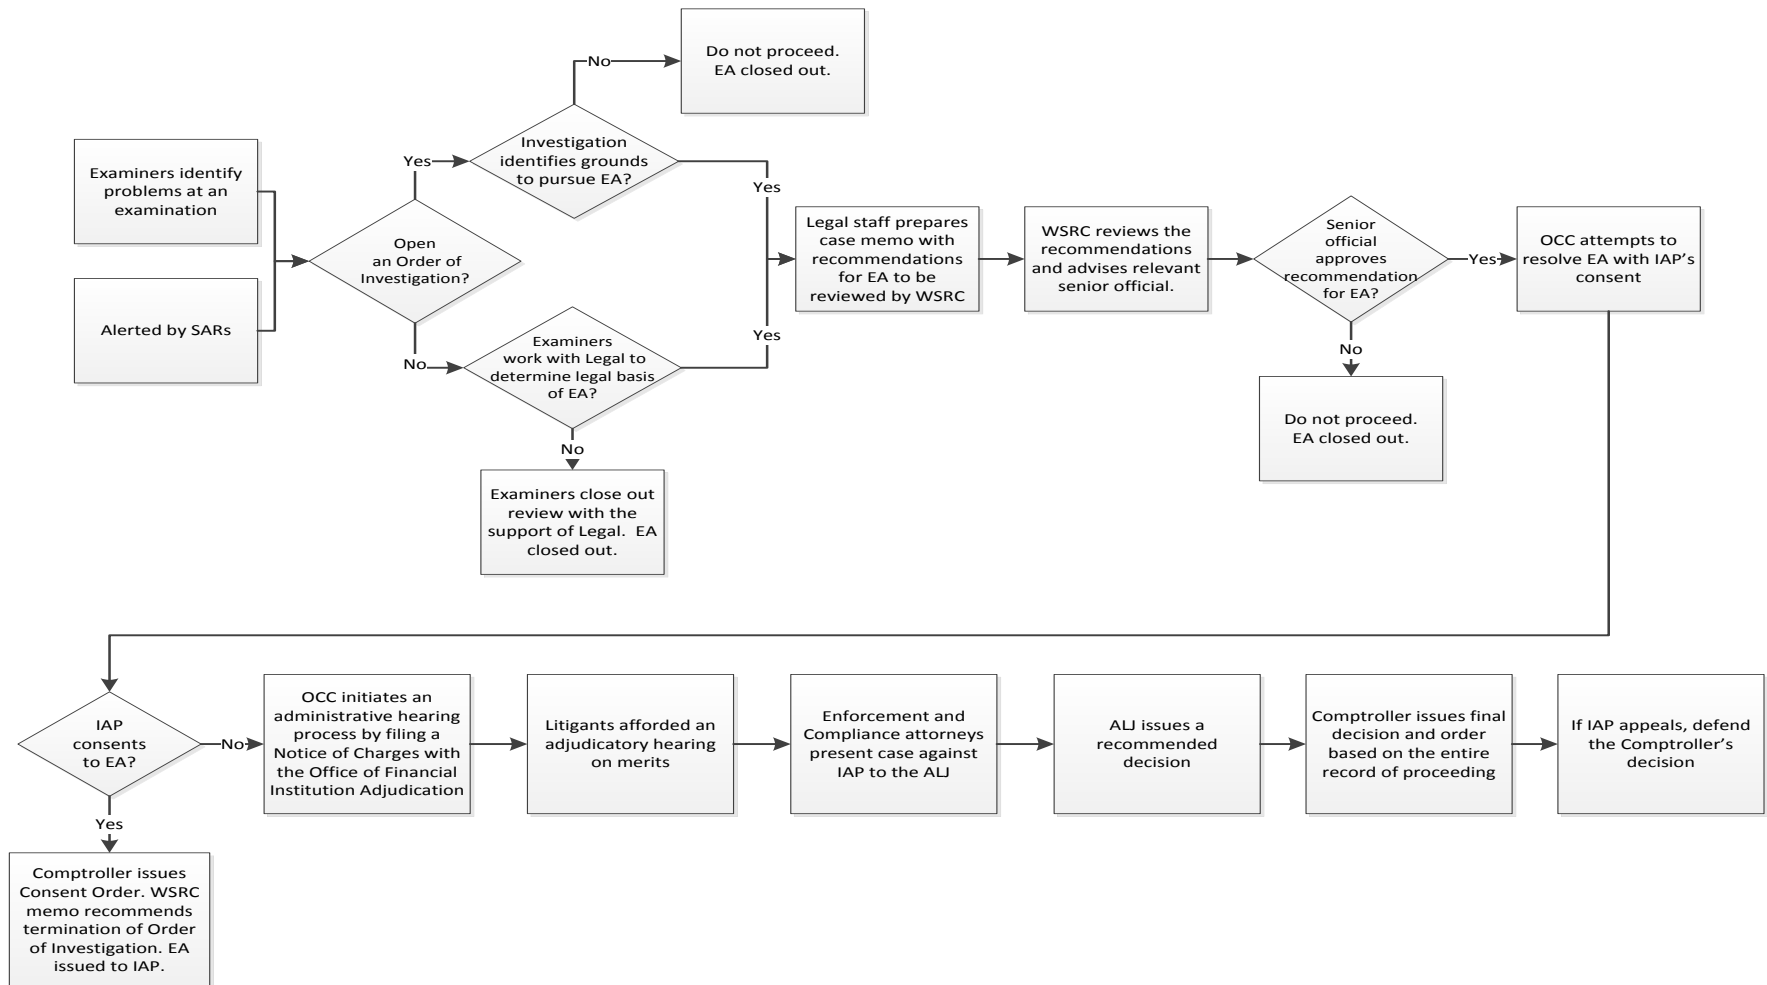 No
Do not proceed.
EA closed out.
Examiners identify
problems at an
examination
Alerted by SARs
Open
an Order of
Investigation?
Yes
Investigation
identifies grounds
to pursue EA?
Yes
No
Examiners
work with Legal to
determine legal basis
of EA?
Yes
No
Examiners close out
review with the
support of Legal.  EA
closed out.
Legal staff prepares
case memo with
recommendations
for EA to be
reviewed by WSRC
WSRC reviews the
recommendations
and advises relevant
senior official.
Senior
official
approves
recommendation
for EA?
Yes
OCC attempts to
resolve EA with IAP’s
consent
No
Do not proceed.
EA closed out.
IAP
consents
to EA?
No
OCC initiates an
administrative hearing
process by filing a
Notice of Charges with
the Office of Financial
Institution Adjudication
Litigants afforded an
adjudicatory hearing
on merits
Enforcement and
Compliance attorneys
present case against
IAP to the ALJ
ALJ issues a
recommended
decision
Comptroller issues final
decision and order
based on the entire
record of proceeding
If IAP appeals, defend
the Comptroller’s
decision
Yes
Comptroller issues
Consent Order. WSRC
memo recommends
termination of Order
of Investigation. EA
issued to IAP.